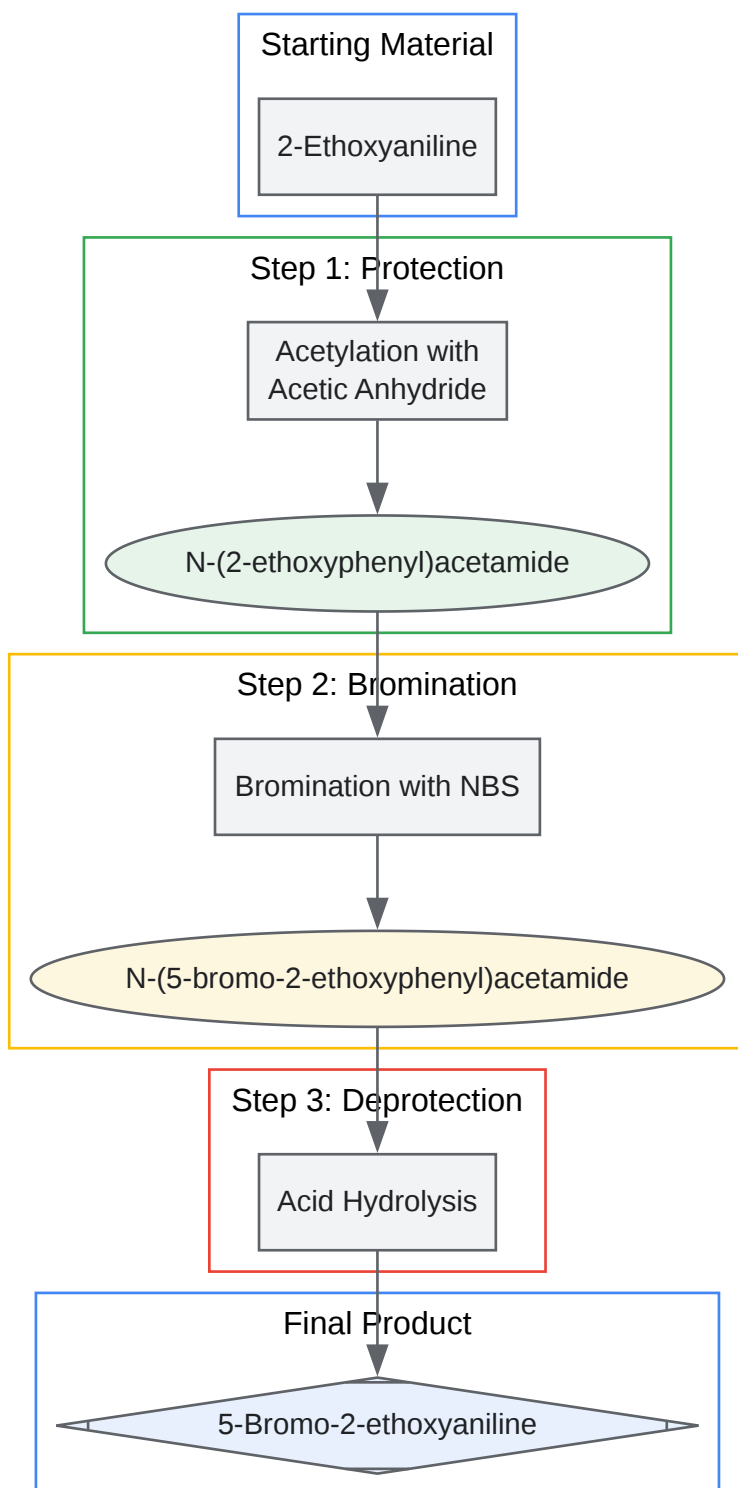 Starting Material
2-Ethoxyaniline
Step 1: Protection
Acetylation with
Acetic Anhydride
N-(2-ethoxyphenyl)acetamide
Step 2: Bromination
Bromination with NBS
N-(5-bromo-2-ethoxyphenyl)acetamide
Step 3: Deprotection
Acid Hydrolysis
Final Product
5-Bromo-2-ethoxyaniline